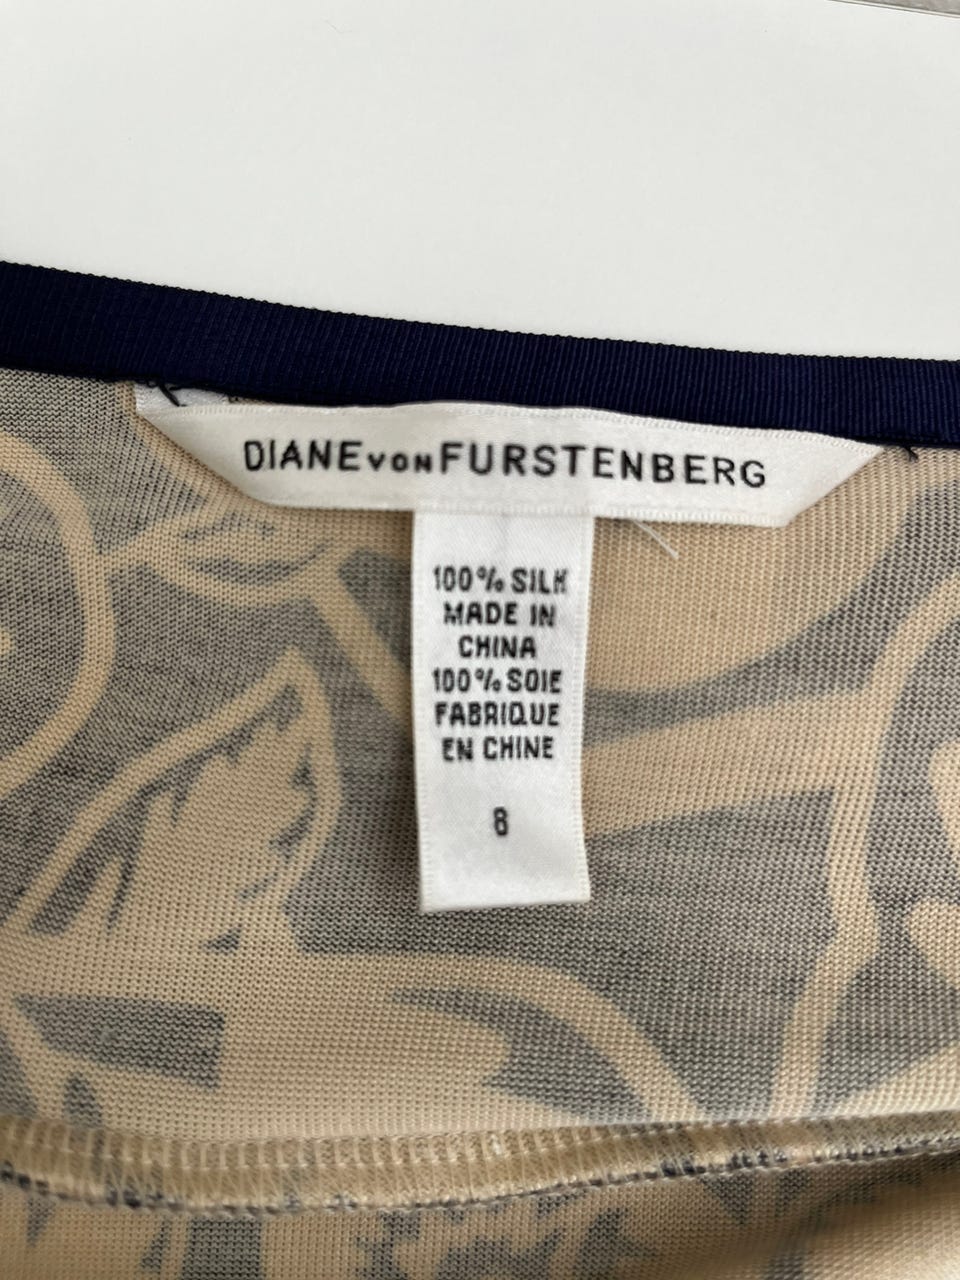 DIANE VON FURSTENBERG
100% SILK
MADE IN
CHINA
100% SOIE
FABRIQUE
EN CHINE
8